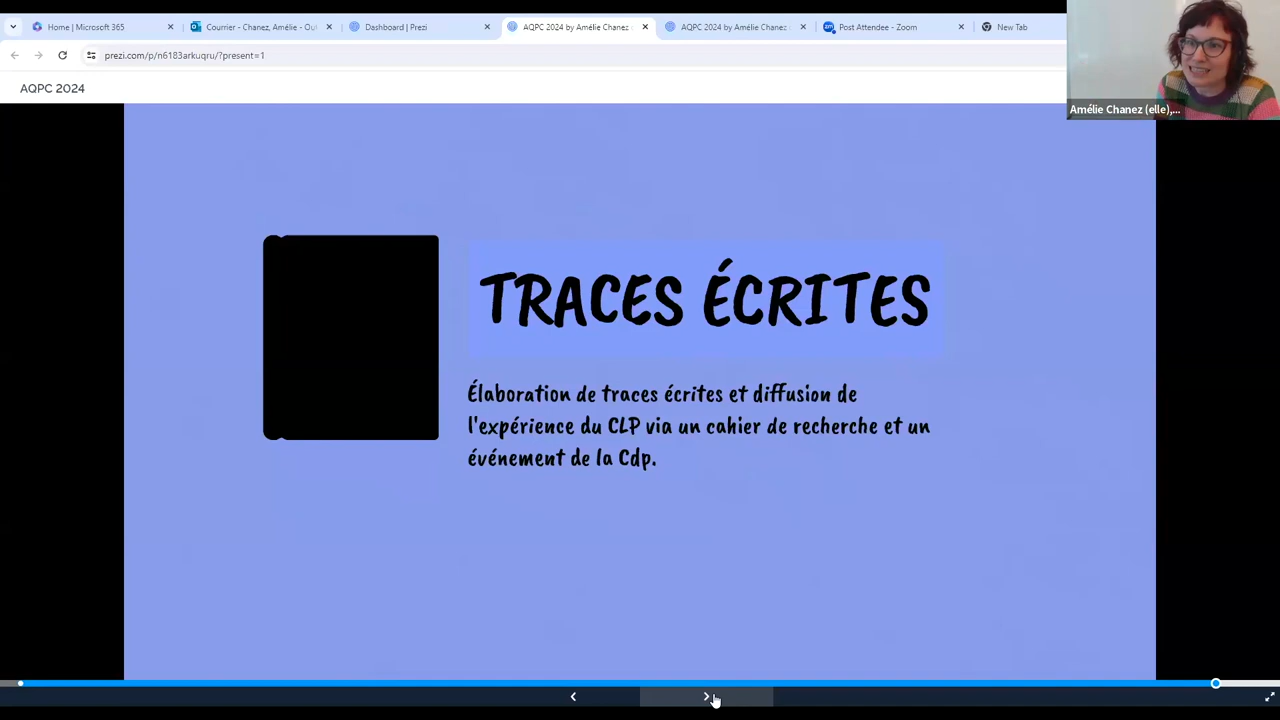 Home | Microsoft 365
Courrier - Chanez, Amélie - Ou
Dashboard | Prezi
AQPC 2024 by Amélie Chanez
AQPC 2024 by Amélie Chanez
Post Attendee - Zoom
New Tab
prezi.com/p/n6183arkuqru/?present=1
AQPC 2024
Amélie Chanez (elle),...
TRACES ÉCRITES
Élaboration de traces écrites et diffusion de
l'expérience du CLP via un cahier de recherche et un
événement de la Cdp.